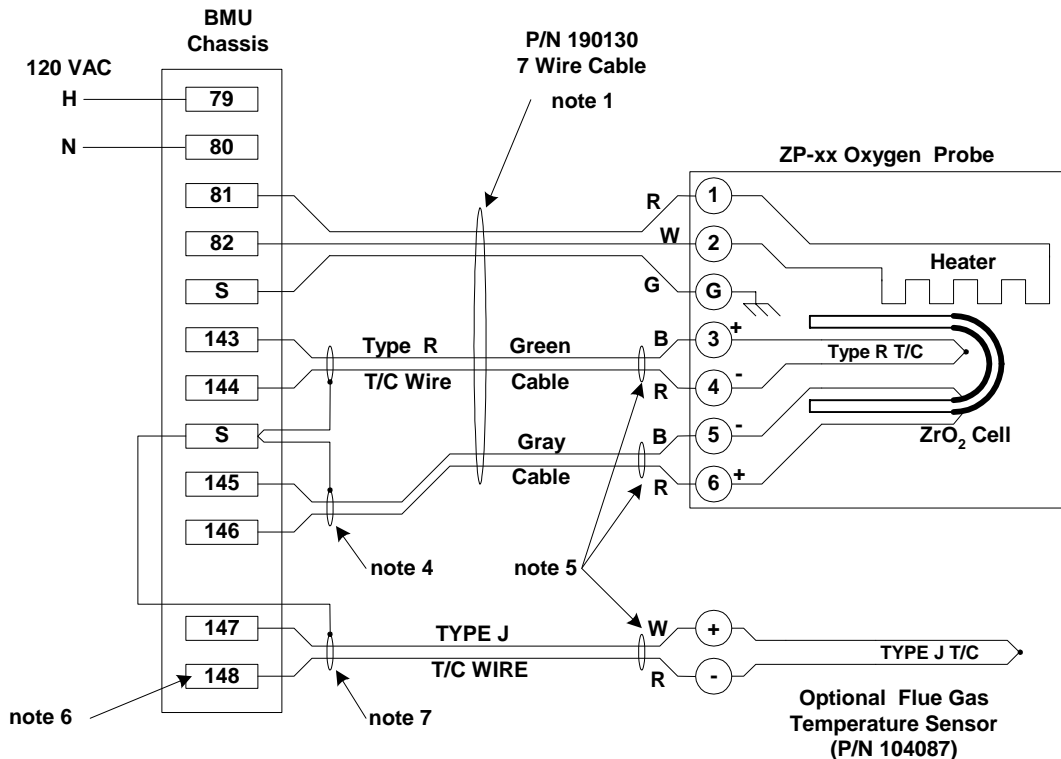 BMU
Chassis
P/N 190130
7 Wire Cable
note 1
120 VAC
H
79
N
80
ZP-xx Oxygen Probe
81
R
1
82
W
2
Heater
S
G
G
143
Type R
Green
B
3
+
Type R T/C
144
T/C Wire
Cable
R
4
-
S
Gray
B
5
-
ZrO2 Cell
145
Cable
R
6
+
146
note 4
note 5
147
TYPE J
W
+
TYPE J T/C
148
T/C WIRE
R
-
note 6
note 7
Optional Flue Gas
Temperature Sensor
(P/N 104087)